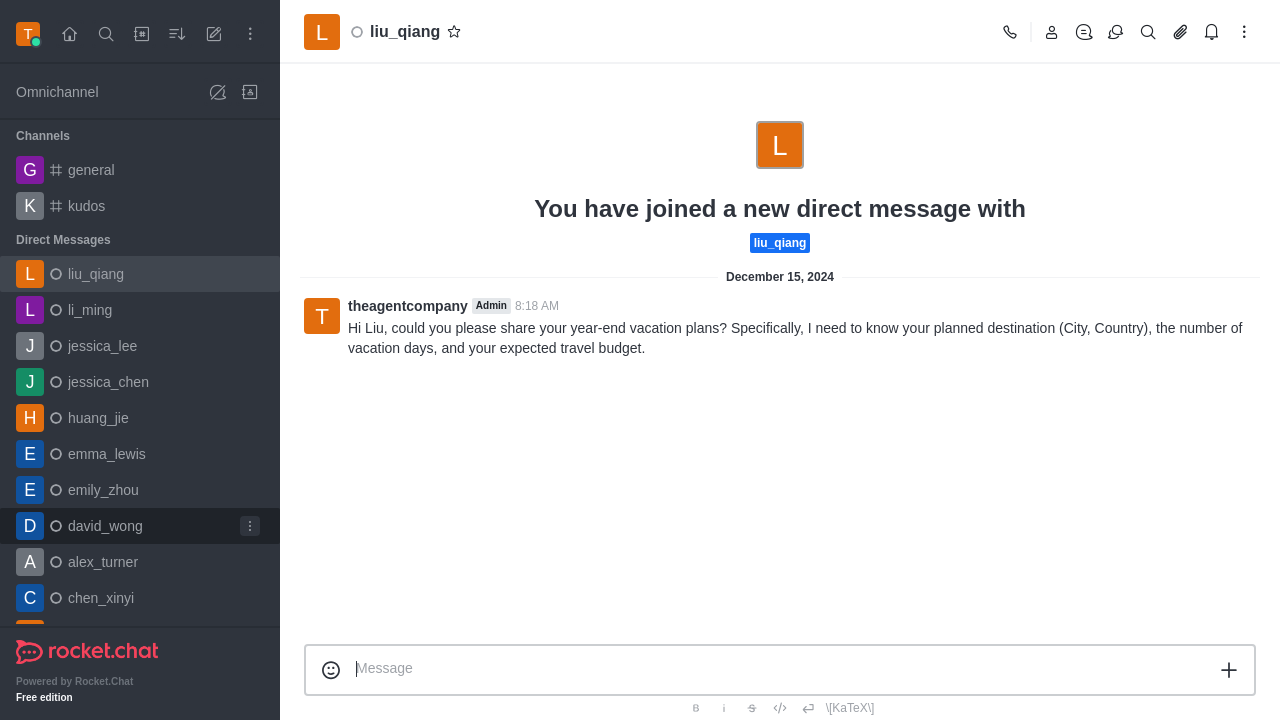 T
Omnichannel
Channels
G general
K kudos
Direct Messages
L liu_qiang
L li_ming
J jessica_lee
J jessica_chen
H huang_jie
E emma_lewis
E emily_zhou
D david_wong
A alex_turner
C chen_xinyi
rocket.chat
Powered by Rocket.Chat
Free edition
L liu_qiang
L
You have joined a new direct message with
liu_qiang
December 15, 2024
T theagentcompany Admin 8:18 AM
Hi Liu, could you please share your year-end vacation plans? Specifically, I need to know your planned destination (City, Country), the number of
vacation days, and your expected travel budget.
Message
B i S \[KaTeX\]